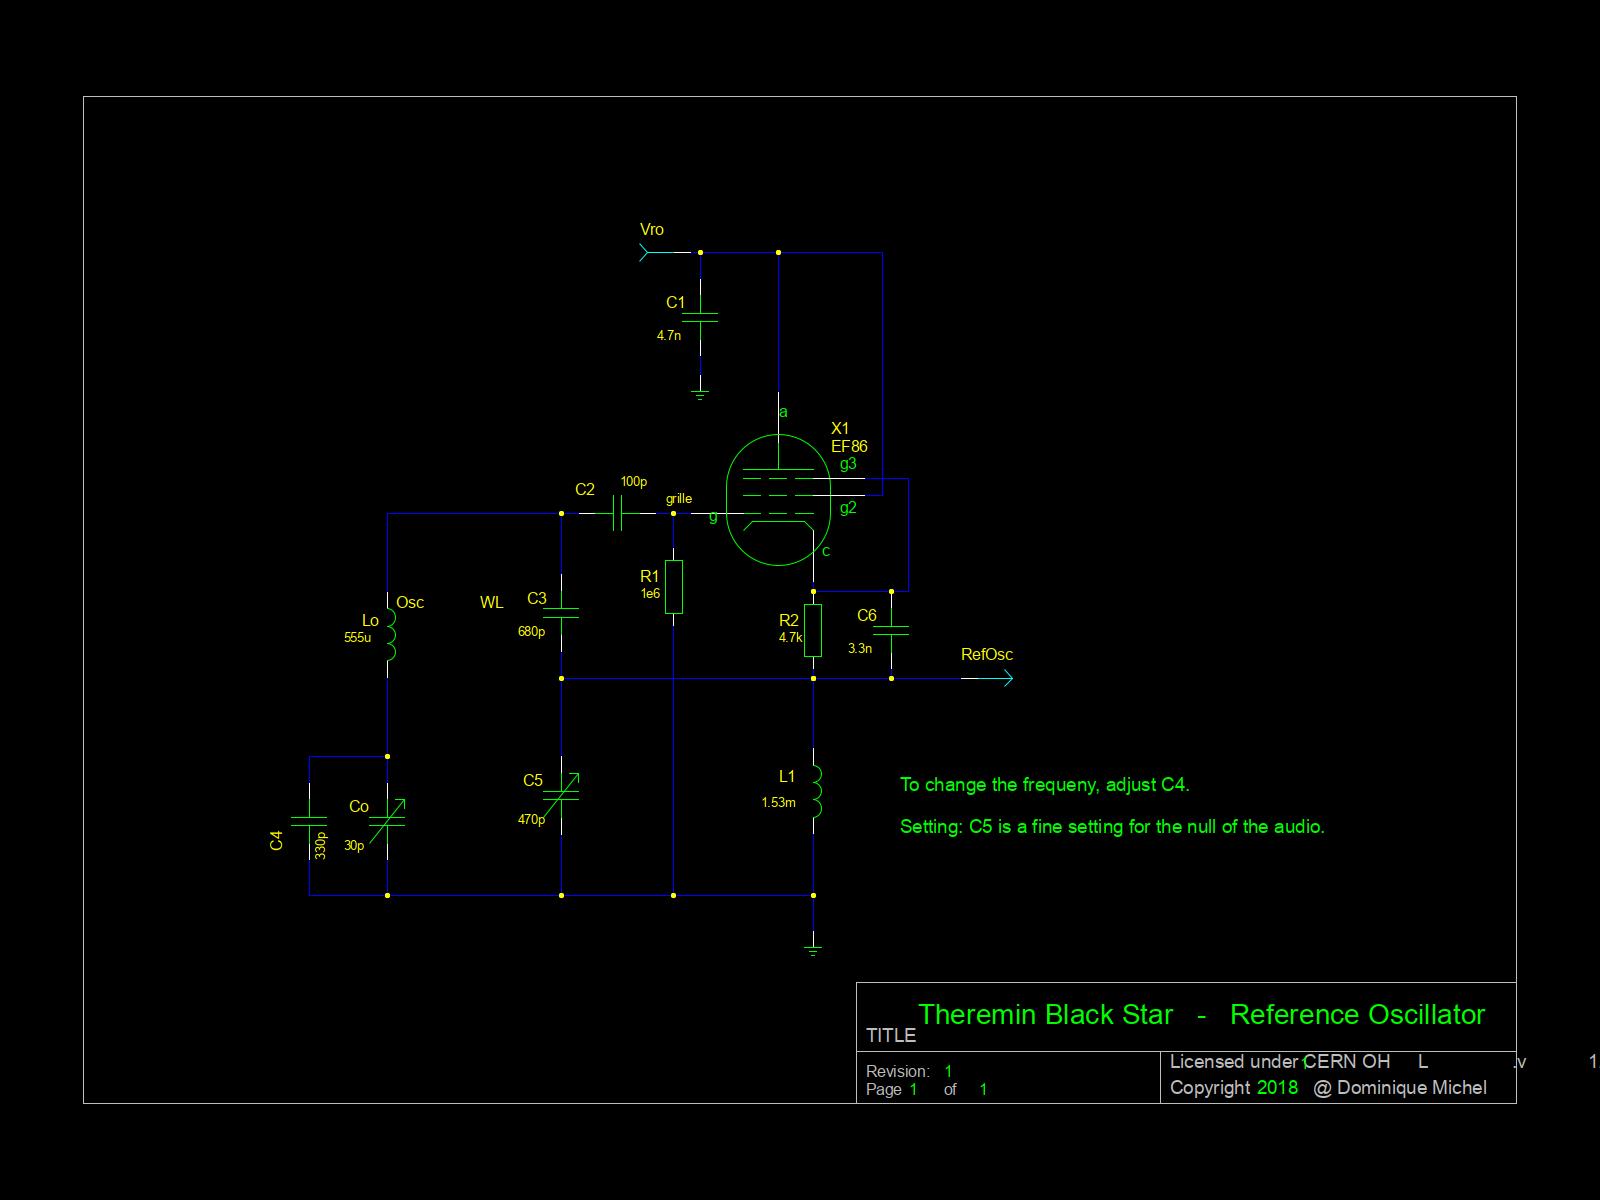 Vro
C1
4.7n
a
X1
EF86
g3
C2
100p
grille
g
g2
c
Osc
Lo
555u
WL
C3
680p
R1
1e6
R2
4.7k
C6
3.3n
RefOsc
C4
330p
Co
30p
C5
470p
L1
1.53m
To change the frequeny, adjust C4.
Setting: C5 is a fine setting for the null of the audio.
Theremin Black Star - Reference Oscillator
TITLE
Revision: 1
Page 1 of 1
Licensed under CERN OH L .v 1.
1
Copyright 2018 @ Dominique Michel